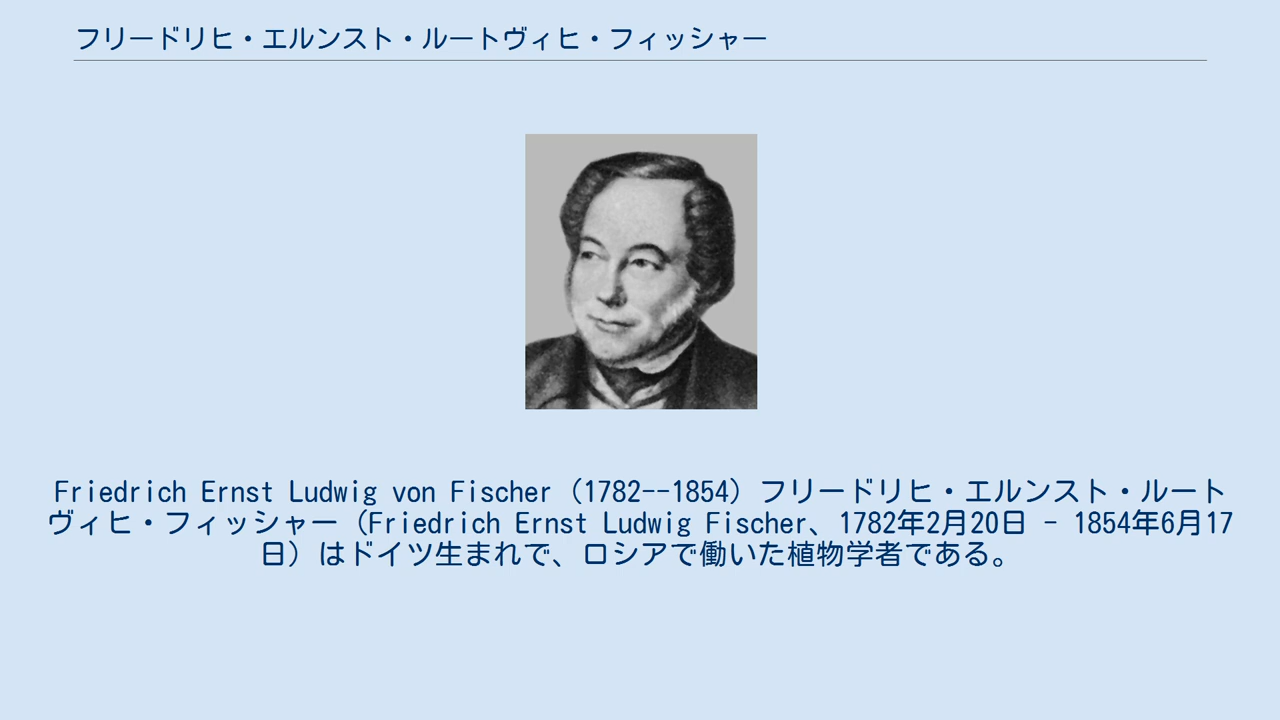 フリードリヒ・エルンスト・ルートヴィヒ・フィッシャー
Friedrich Ernst Ludwig von Fischer (1782--1854) フリードリヒ・エルンスト・ルート
ヴィヒ・フィッシャー（Friedrich Ernst Ludwig Fischer、1782年2月20日 - 1854年6月17
日）はドイツ生まれで、ロシアで働いた植物学者である。